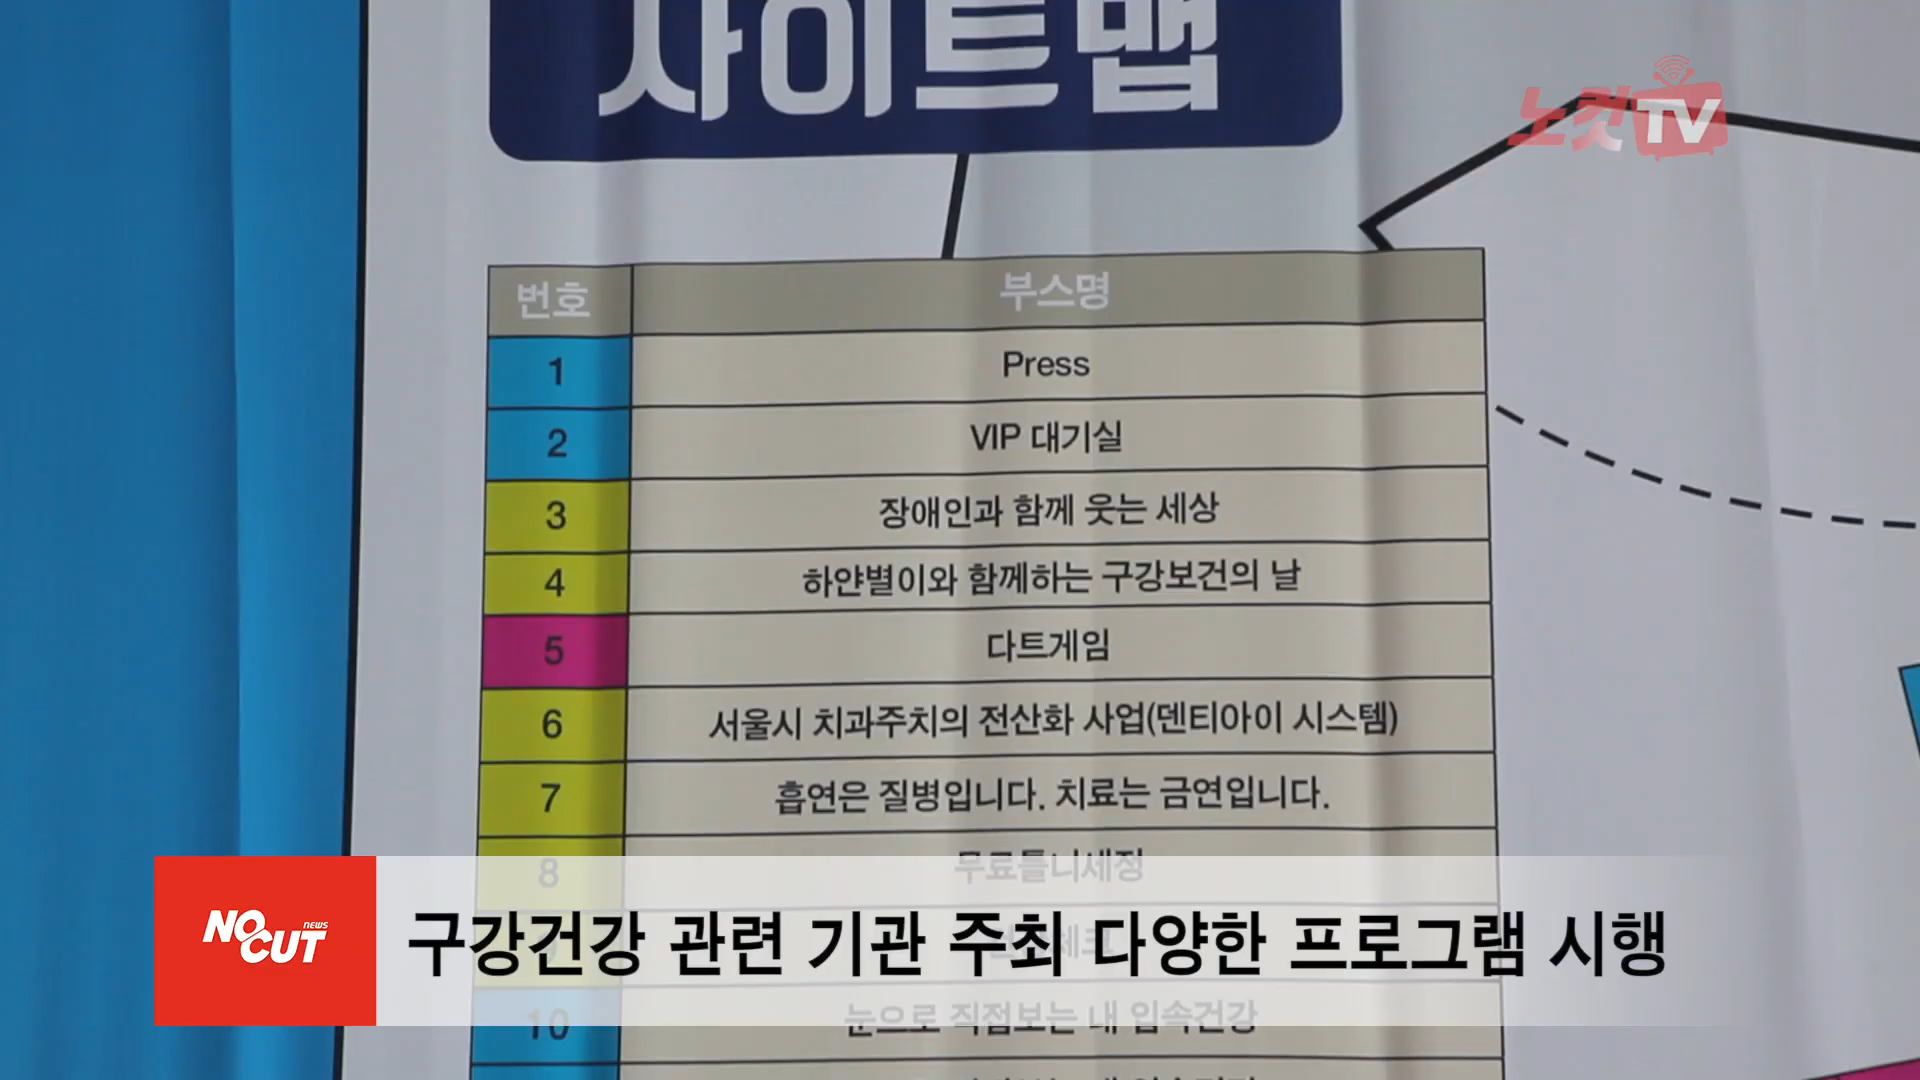 사이트맵
노컷TV
번호 부스명
1 Press
2 VIP 대기실
3 장애인과 함께 웃는 세상
4 하얀별이와 함께하는 구강보건의 날
5 다트게임
6 서울시 치과주치의 전산화 사업(덴티아이 시스템)
7 흡연은 질병입니다. 치료는 금연입니다.
8 무료틀니세정
NOCUT NEWS
구강건강 관련 기관 주최 다양한 프로그램 시행
10 눈으로 직접보는 내 입속건강